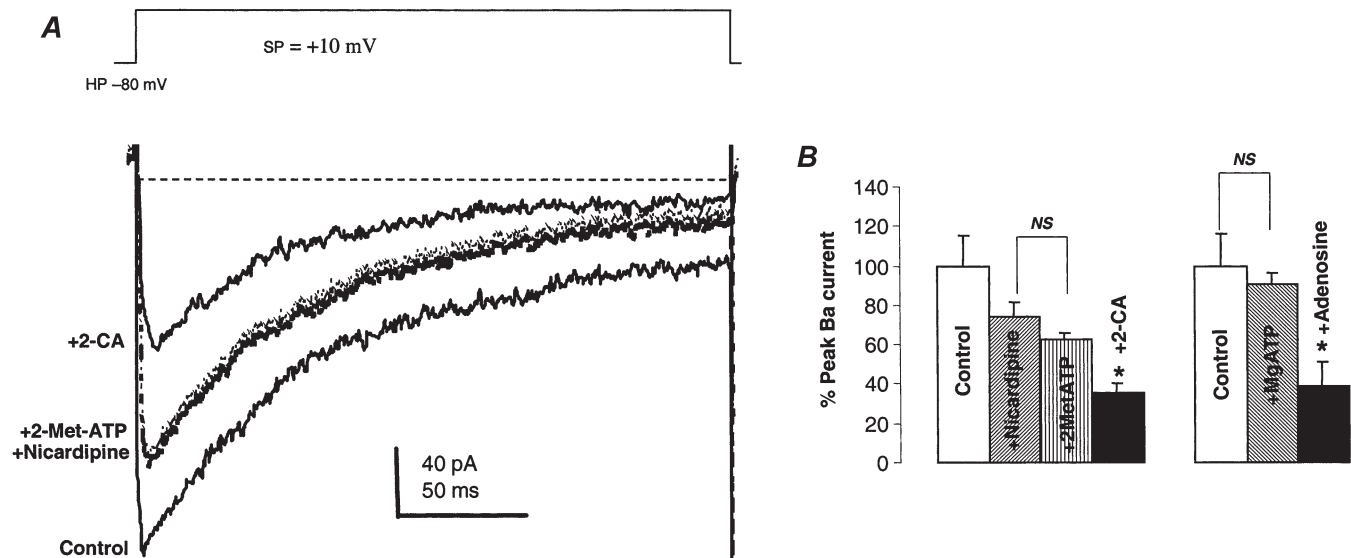 A
SP = +10 mV
HP –80 mV
+2-CA
+2-Met-ATP
+Nicardipine
Control
40 pA
50 ms
B
% Peak Ba current
140
120
100
80
60
40
20
0
NS
Control
+Nicardipine
+2MetATP
* +2-CA
NS
Control
+MgATP
* +Adenosine